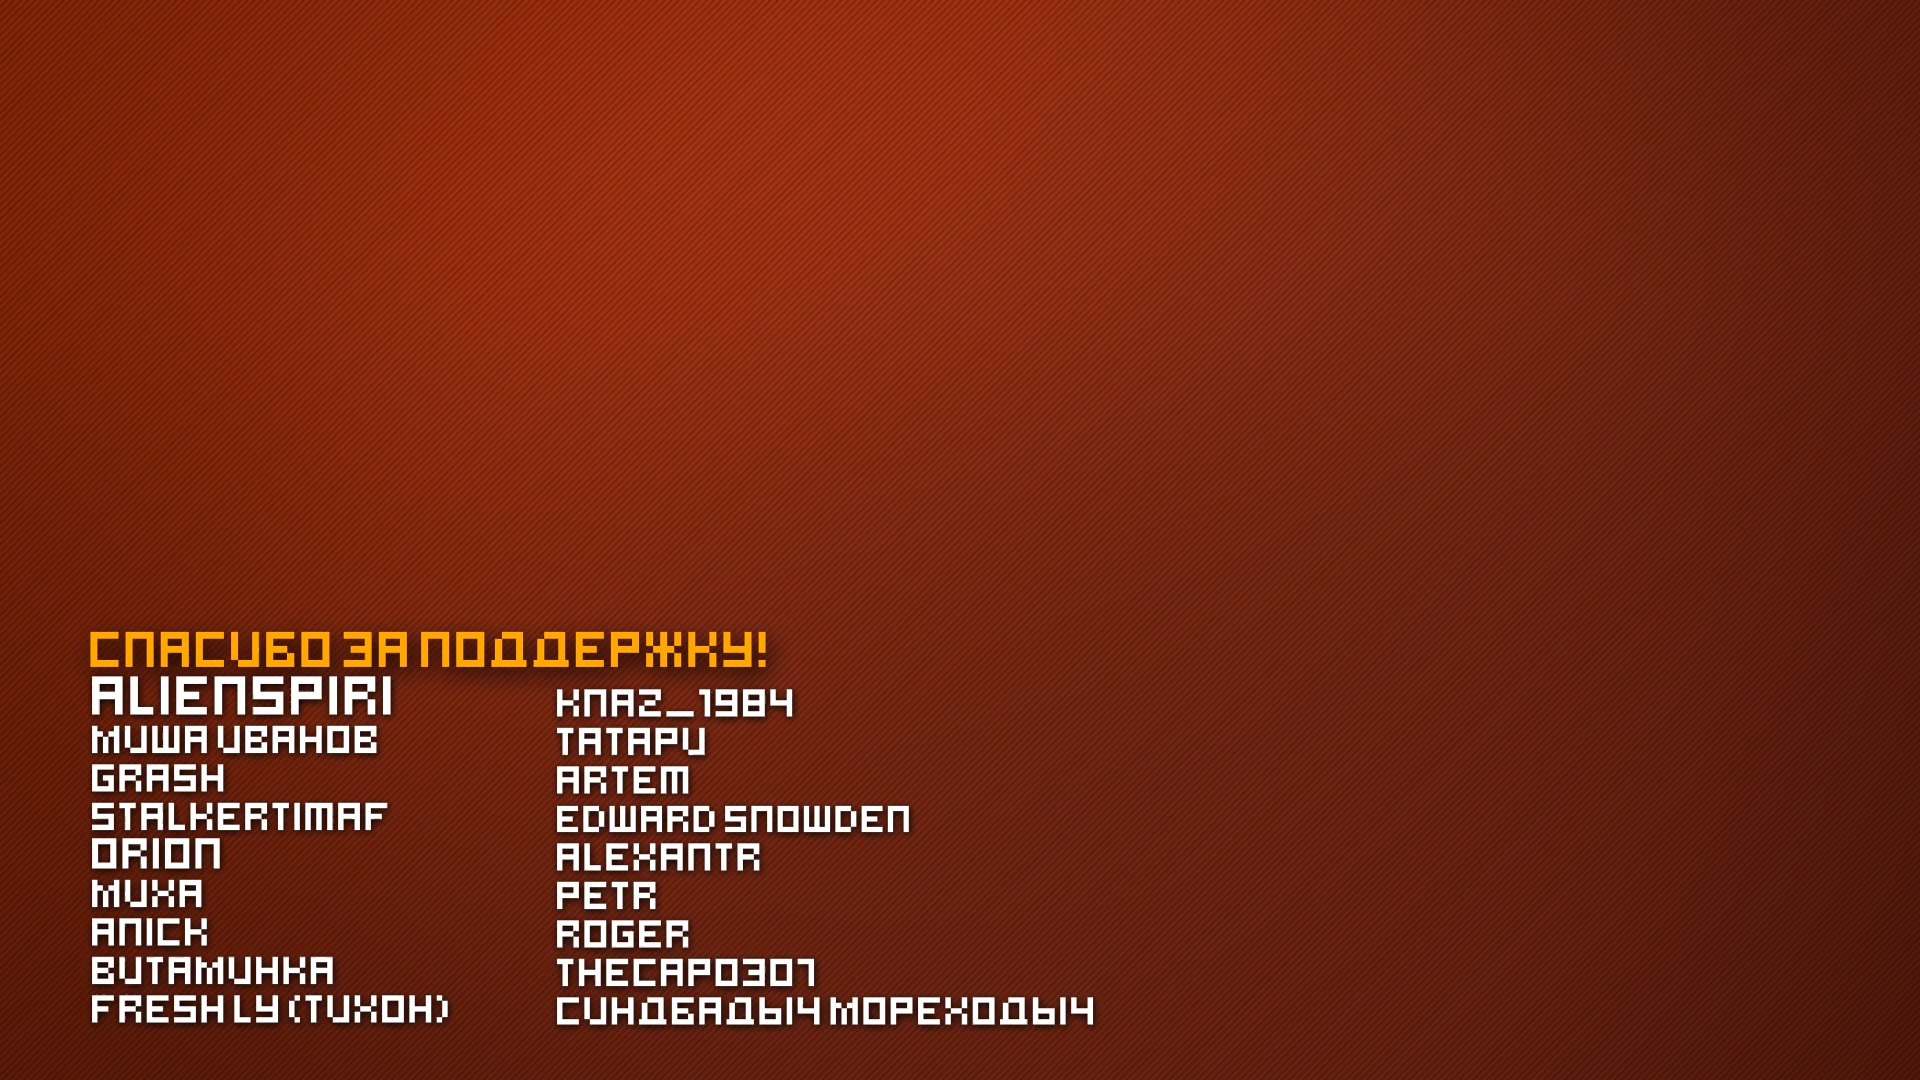 СПАСИБО ЗА ПОДДЕРЖКУ!
ALIENSPIRI
МИША ИВАНОВ
GRASH
STALKERTIMAF
ORION
МИХА
ANICK
ВИТАМИНКА
FRESH LY (ТИХОН)
KNAZ_1984
ТАТАРИ
ARTEM
EDWARD SNOWDEN
ALEXANTR
PETR
ROGER
THECAPO307
СИНДБАДЫЧ МОРЕХОДЫЧ